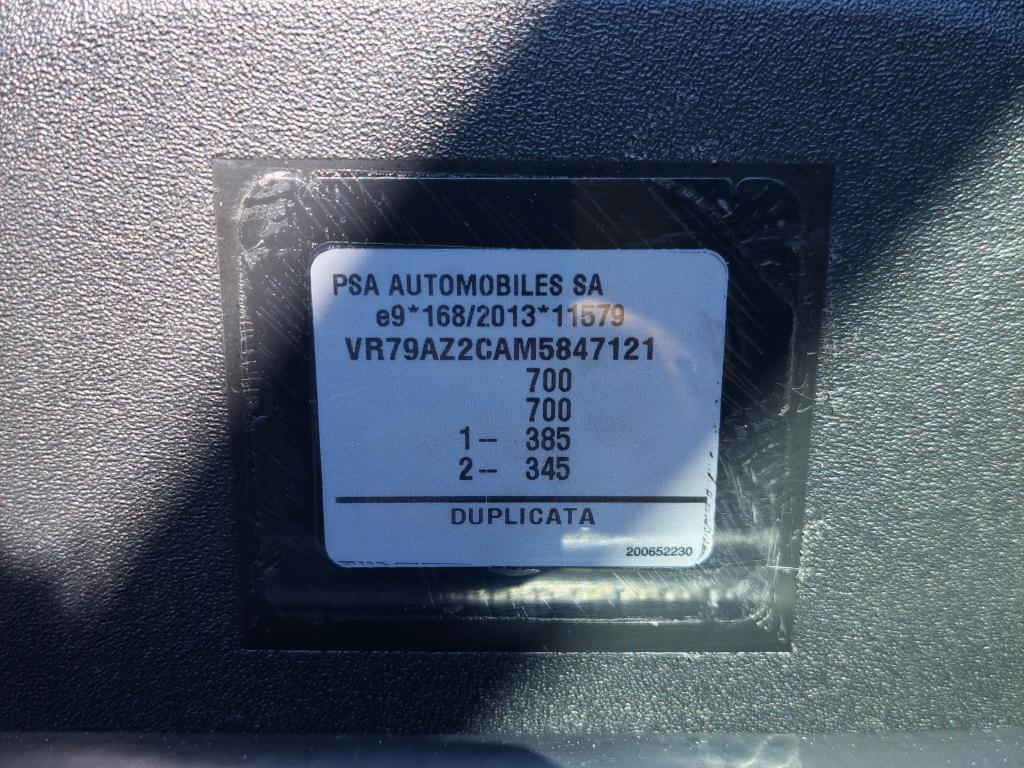 PSA AUTOMOBILES SA
e9*168/2013*11579
VR79AZ2CAM5847121
700
700
1-- 385
2-- 345
DUPLICATA
200652230